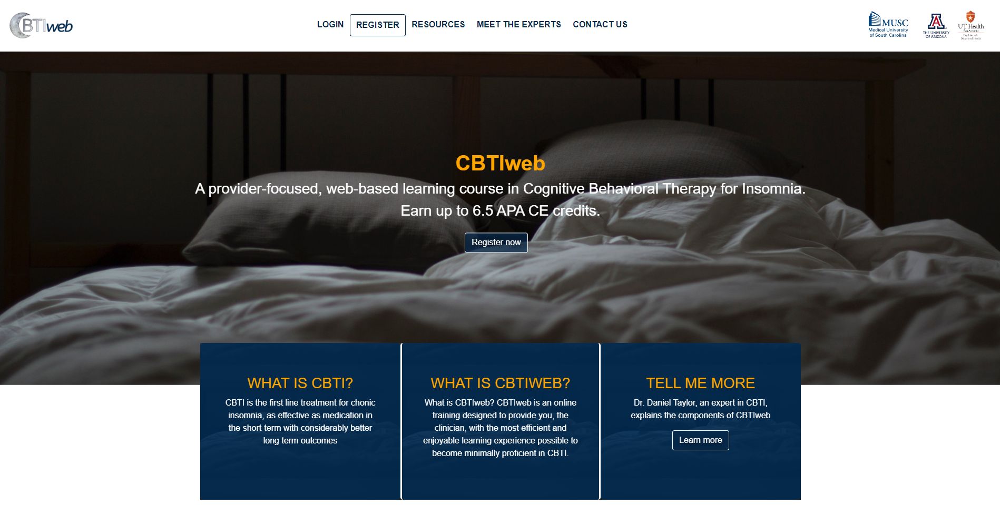 CBTIweb
LOGIN
REGISTER
RESOURCES
MEET THE EXPERTS
CONTACT US
MUSC
Medical University
of South Carolina
A
THE UNIVERSITY
OF ARIZONA
UT Health
San Antonio
Psychiatry &
Behavioral Health
CBTIweb
A provider-focused, web-based learning course in Cognitive Behavioral Therapy for Insomnia.
Earn up to 6.5 APA CE credits.
Register now
WHAT IS CBTI?
CBTI is the first line treatment for chonic
insomnia, as effective as medication in
the short-term with considerably better
long term outcomes
WHAT IS CBTIWEB?
What is CBTIweb? CBTIweb is an online
training designed to provide you, the
clinician, with the most efficient and
enjoyable learning experience possible to
become minimally proficient in CBTI.
TELL ME MORE
Dr. Daniel Taylor, an expert in CBTI,
explains the components of CBTIweb
Learn more